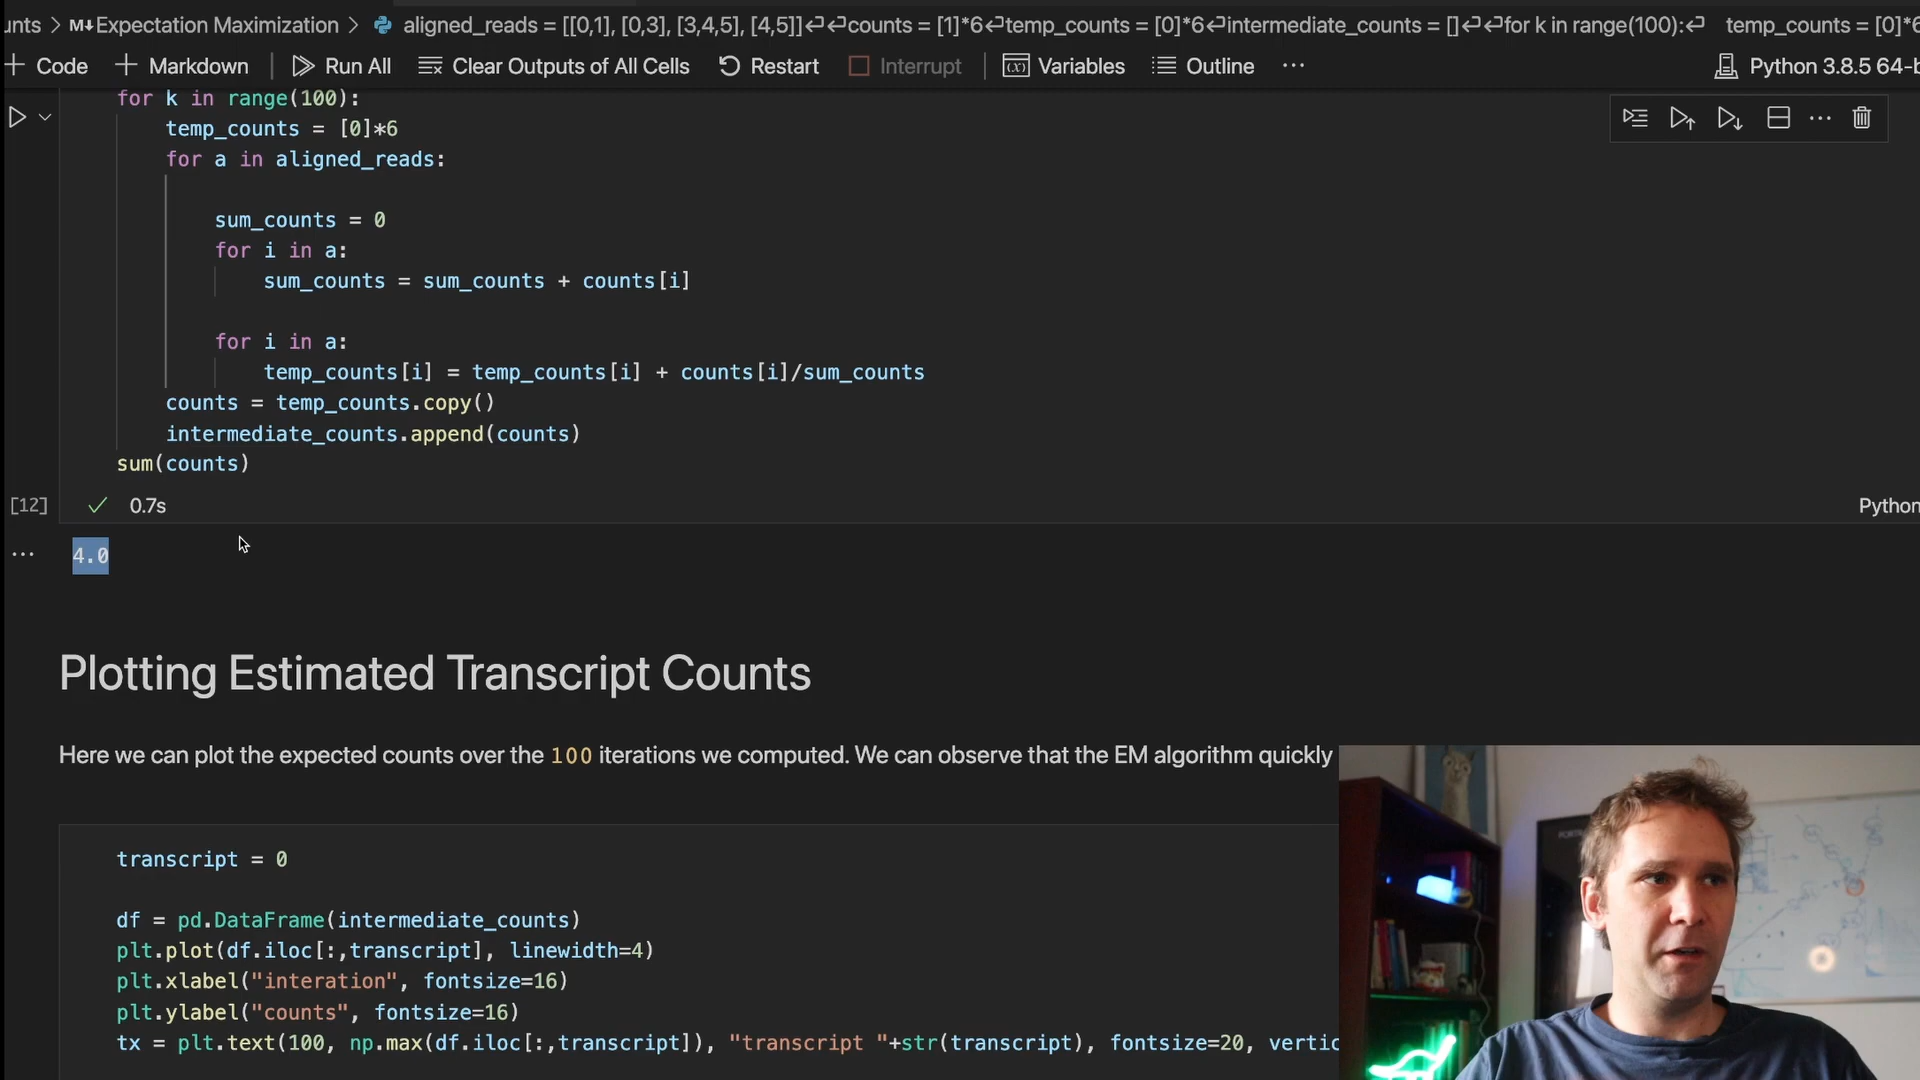 unts > M↓Expectation Maximization > aligned_reads = [[0,1], [0,3], [3,4,5], [4,5]]↵↵counts = [1]*6↵temp_counts = [0]*6↵intermediate_counts = []↵↵for k in range(100):↵ temp_counts = [0]*6
+ Code + Markdown | Run All Clear Outputs of All Cells Restart Interrupt | (x) Variables Outline ··· Python 3.8.5 64-b
for k in range(100):
temp_counts = [0]*6
for a in aligned_reads:
sum_counts = 0
for i in a:
sum_counts = sum_counts + counts[i]
for i in a:
temp_counts[i] = temp_counts[i] + counts[i]/sum_counts
counts = temp_counts.copy()
intermediate_counts.append(counts)
sum(counts)
[12] ✓ 0.7s Python
··· 4.0
Plotting Estimated Transcript Counts
Here we can plot the expected counts over the 100 iterations we computed. We can observe that the EM algorithm quickly
transcript = 0
df = pd.DataFrame(intermediate_counts)
plt.plot(df.iloc[:,transcript], linewidth=4)
plt.xlabel("interation", fontsize=16)
plt.ylabel("counts", fontsize=16)
tx = plt.text(100, np.max(df.iloc[:,transcript]), "transcript "+str(transcript), fontsize=20, vertic